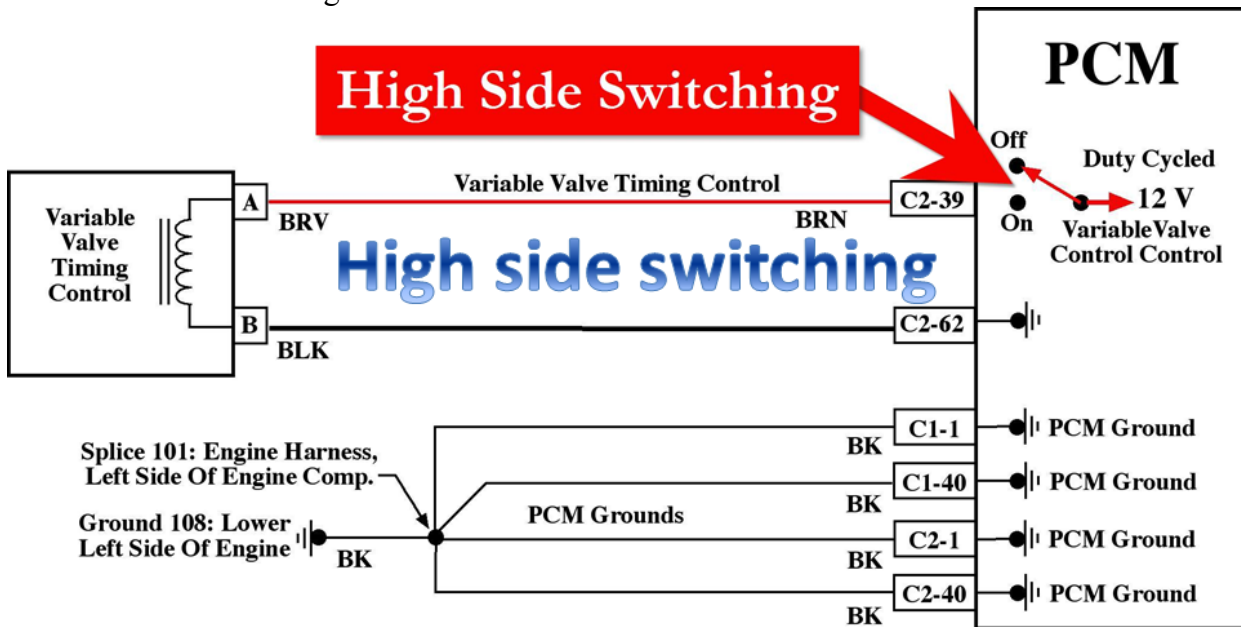 g
High Side Switching
PCM
Off
Duty Cycled
12 V
On
VariableValve
Control Control
Variable Valve Timing Control
A
BRV
BRN
C2-39
Variable
Valve
Timing
Control
High side switching
B
BLK
C2-62
C1-1
BK
PCM Ground
Splice 101: Engine Harness,
Left Side Of Engine Comp.
C1-40
BK
PCM Ground
PCM Grounds
Ground 108: Lower
Left Side Of Engine
BK
C2-1
BK
PCM Ground
C2-40
BK
PCM Ground